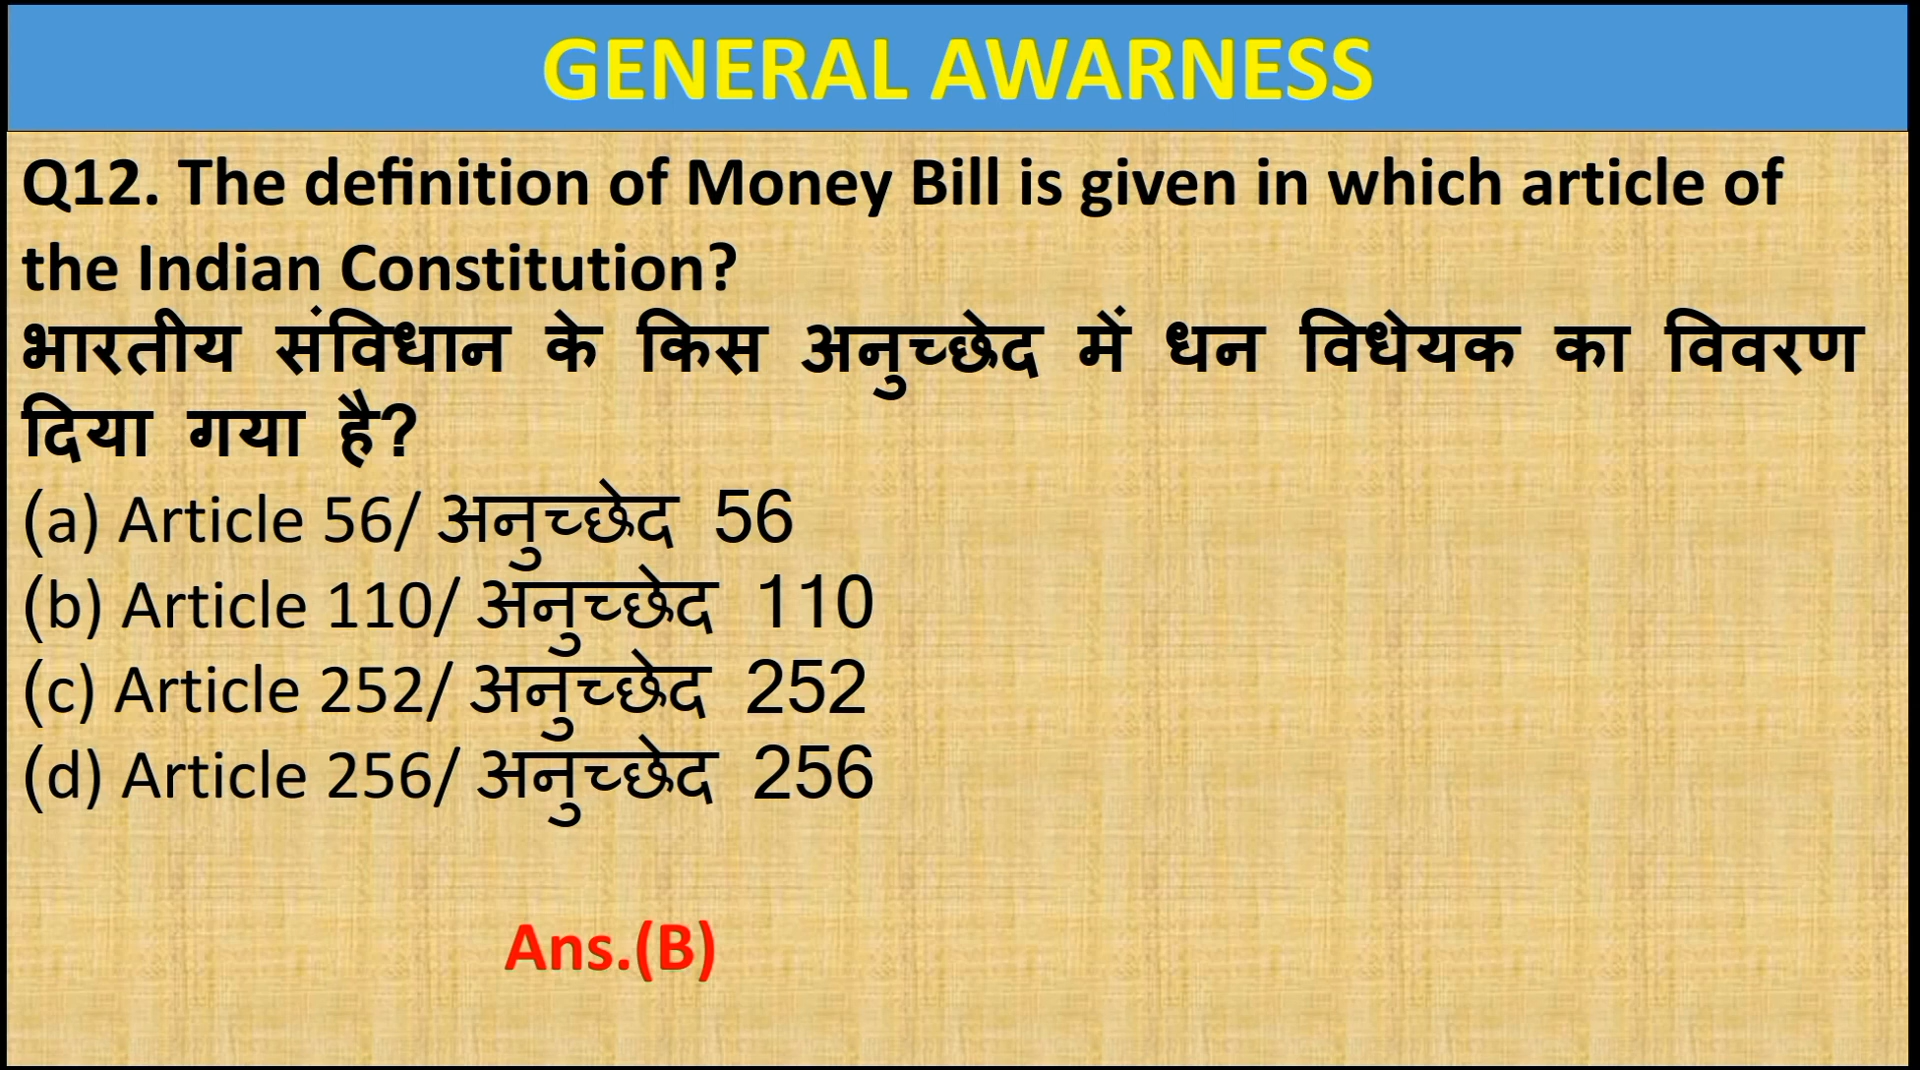 GENERAL AWARNESS
Q12. The definition of Money Bill is given in which article of
the Indian Constitution?
भारतीय संविधान के किस अनुच्छेद में धन विधेयक का विवरण
दिया गया है?
(a) Article 56/ अनुच्छेद 56
(b) Article 110/ अनुच्छेद 110
(c) Article 252/ अनुच्छेद 252
(d) Article 256/ अनुच्छेद 256
Ans.(B)